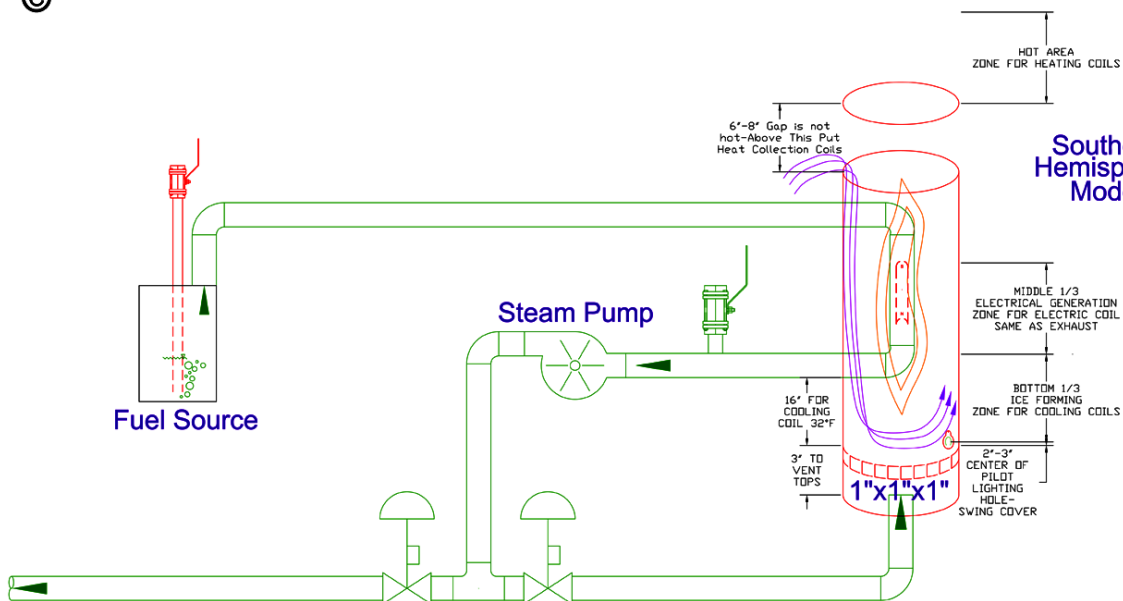 ©
HOT AREA
ZONE FOR HEATING COILS
6"-8" Gap is not
hot-Above This Put
Heat Collection Coils
Hemisp
Mod
MIDDLE 1/3
ELECTRICAL GENERATION
ZONE FOR ELECTRIC COIL
SAME AS EXHAUST
Steam Pump
Fuel Source
16" FOR
COOLING
COIL 32°F
BOTTOM 1/3
ICE FORMING
ZONE FOR COOLING COILS
3" TO
VENT
TOPS
1"x1"x1"
2"-3"
CENTER OF
PILOT
LIGHTING
HOLE-
SWING COVER